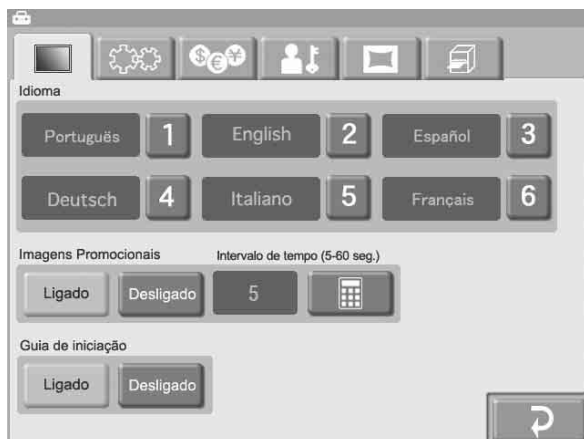 Idioma
Portuguës 1 English 2 Español 3
Deutsch 4 Italiano 5 Français 6
Imagens Promocionais Intervalo de tempo (5-60 seg.)
Ligado Desligado 5
Guia de iniciação
Ligado Desligado